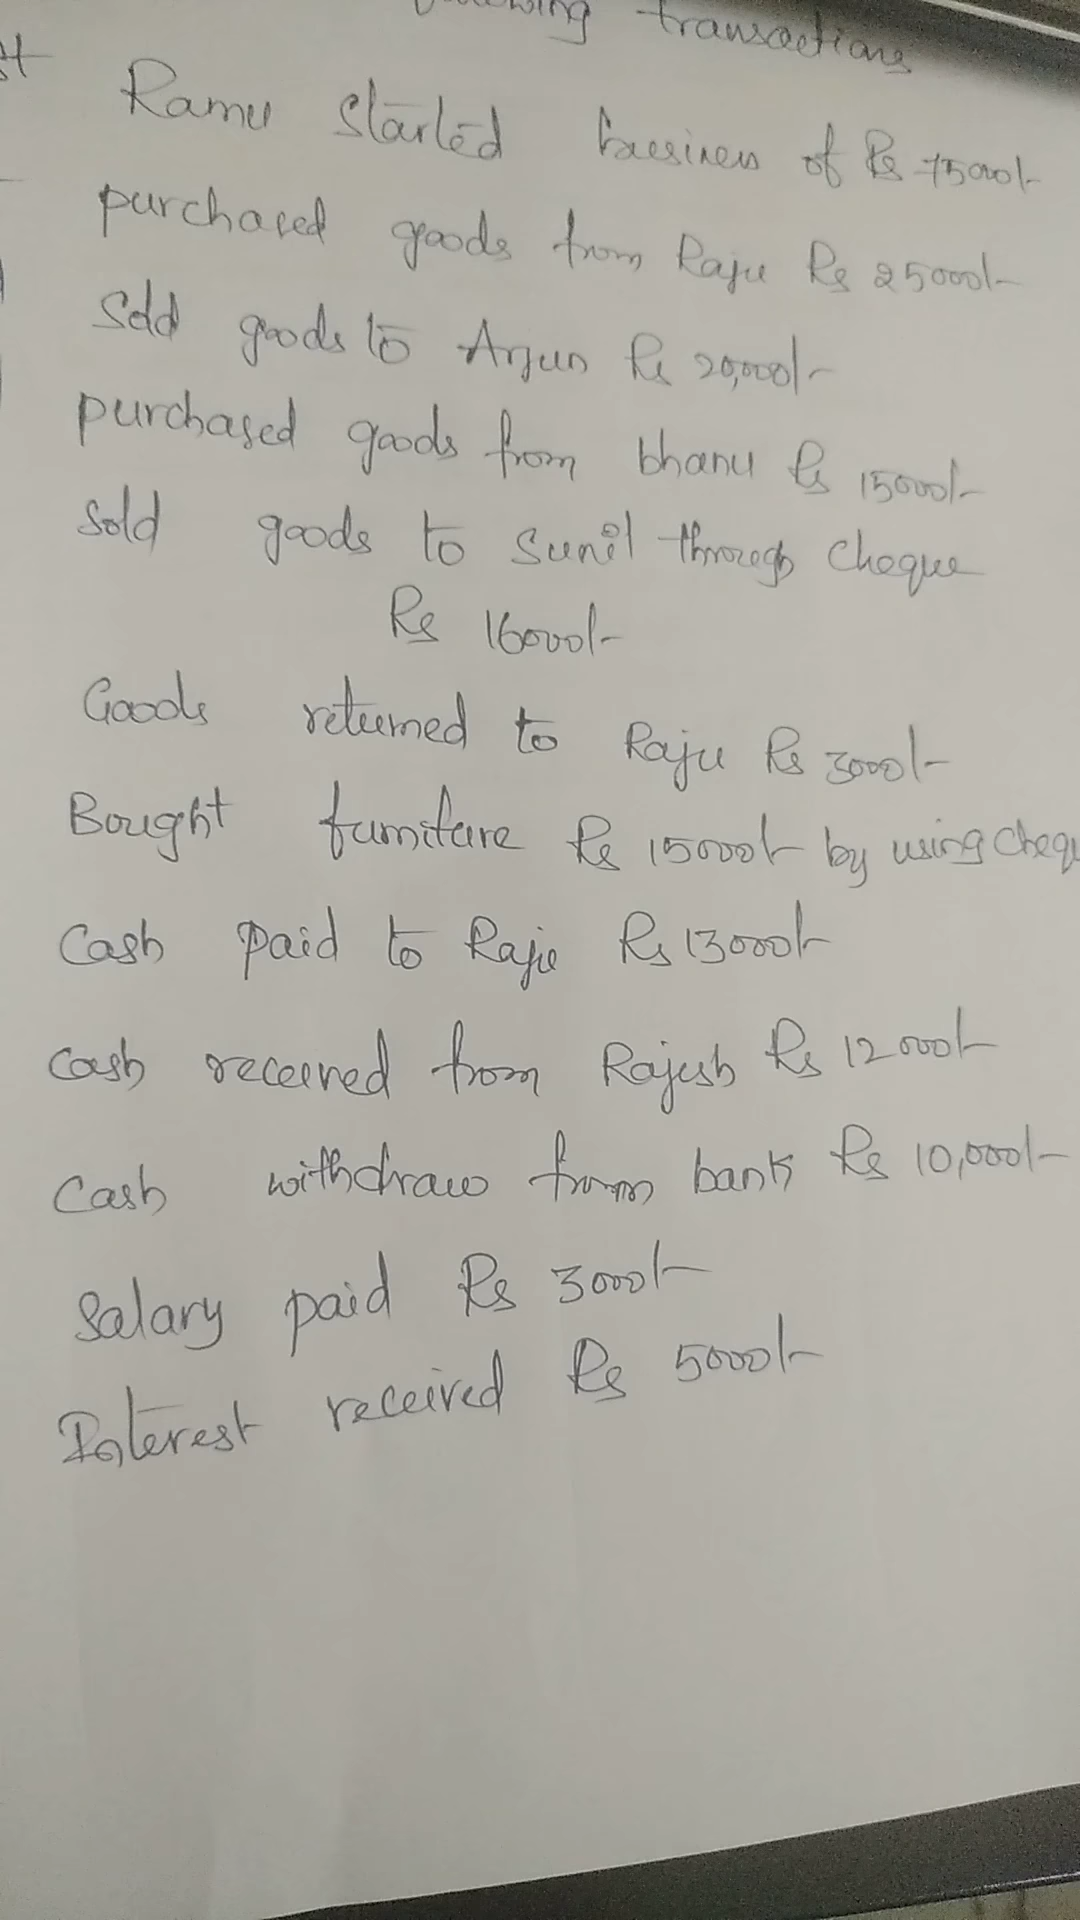 transactions
Ramu Started business of Rs 75000/-
purchased goods from Raju Rs 25000/-
Sold goods to Arjun Rs 20,000/-
purchased goods from bhanu Rs 15000/-
Sold goods to Sunil through Cheque
Rs 16000/-
Goods returned to Raju Rs 3000/-
Bought furniture Rs 15000/- by using Chequ
Cash paid to Raju Rs 13000/-
Cash received from Rajesh Rs 12000/-
Cash withdraw from bank Rs 10,000/-
Salary paid Rs 3000/-
Interest received Rs 5000/-